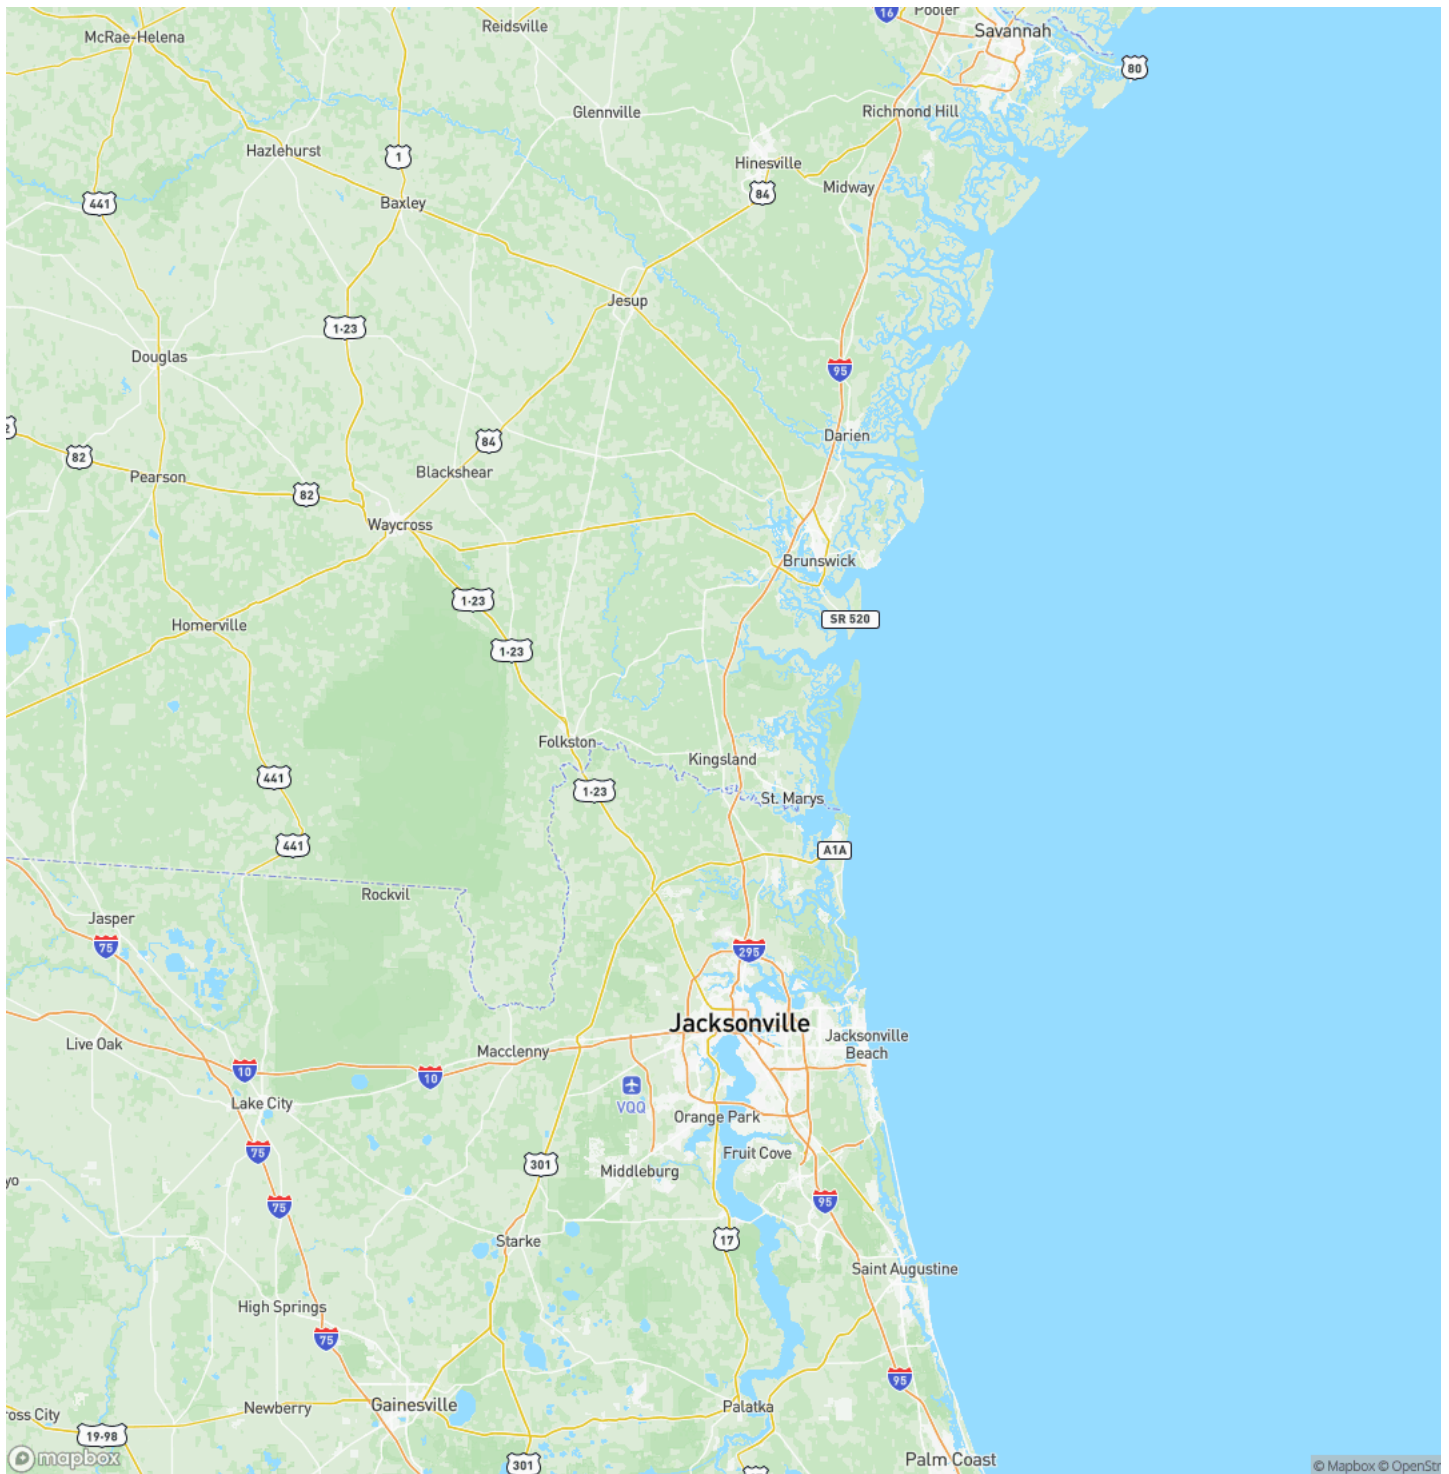 16
Pooler
Reidsville
Savannah
McRae-Helena
80
Glennville
Richmond Hill
Hazlehurst
1
Hinesville
84
Midway
441
Baxley
Jesup
1-23
Douglas
95
Darien
84
82
Blackshear
Pearson
82
Waycross
Brunswick
1-23
SR 520
Homerville
1-23
Folkston
Kingsland
441
1-23
St. Marys
441
A1A
Rockvil
Jasper
75
295
Jacksonville
Live Oak
Macclenny
Jacksonville
Beach
10
10
VQQ
Lake City
Orange Park
75
Fruit Cove
301
Middleburg
yo
75
95
17
Starke
Saint Augustine
High Springs
75
95
Gainesville
Newberry
Palatka
oss City
19-98
mapbox
301
Palm Coast
© Mapbox © OpenStr